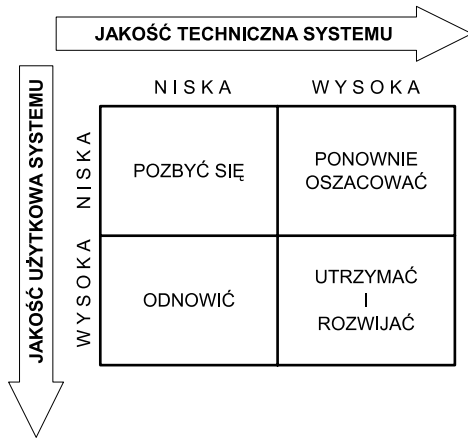 JAKOŚĆ TECHNICZNA SYSTEMU
JAKOŚĆ UŻYTKOWA SYSTEMU
NISKA
WYSOKA
NISKA
POZBYĆ SIĘ
PONOWNIE
OSZACOWAĆ
WYSOKA
ODNOWIĆ
UTRZYMAĆ
I
ROZWIJAĆ